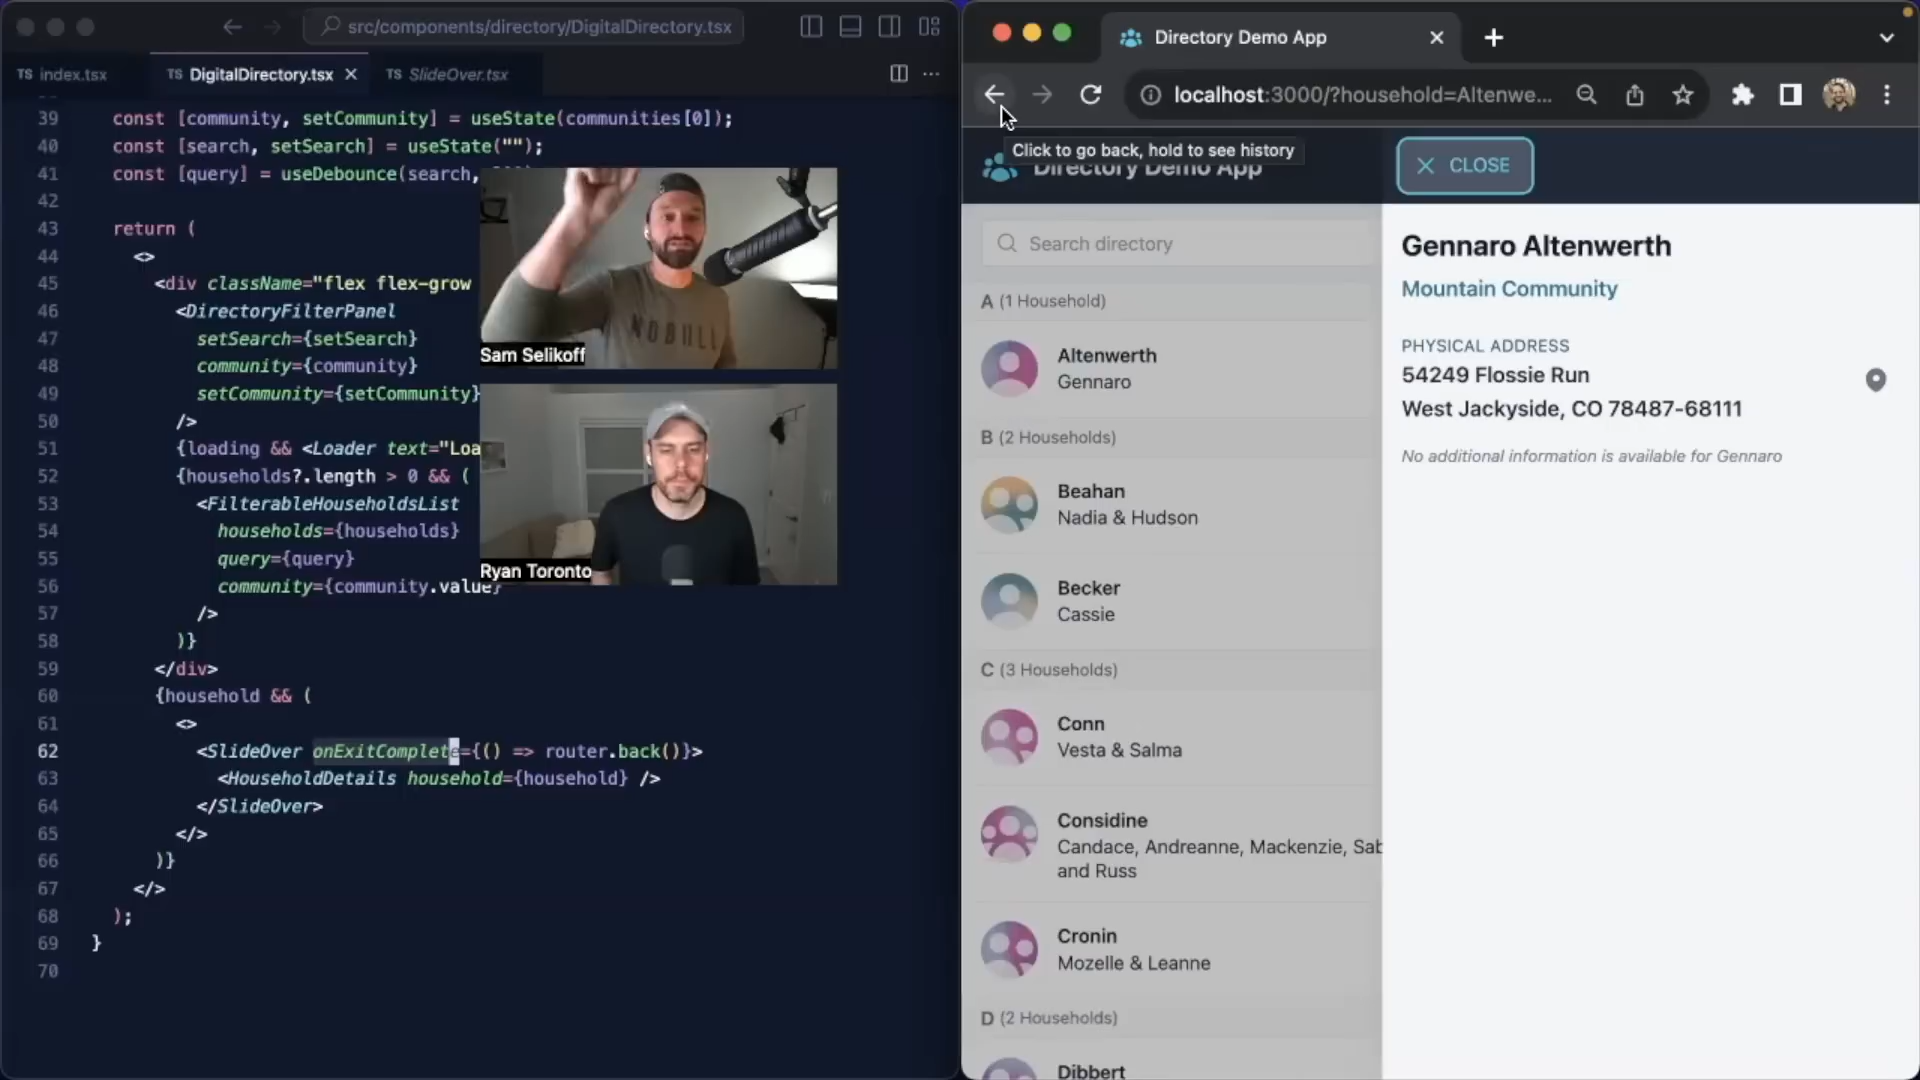 src/components/directory/DigitalDirectory.tsx
TS index.tsx
TS DigitalDirectory.tsx
TS SlideOver.tsx
39 const [community, setCommunity] = useState(communities[0]);
40 const [search, setSearch] = useState("");
41 const [query] = useDebounce(search,
42
43 return (
44 <>
45 <div className="flex flex-grow
46 <DirectoryFilterPanel
47 setSearch={setSearch}
48 community={community}
49 setCommunity={setCommunity}
50 />
51 {loading && <Loader text="Loa
52 {households?.length > 0 && (
53 <FilterableHouseholdsList
54 households={households}
55 query={query}
56 community={community.value}
57 />
58 )}
59 </div>
60 {household && (
61 <>
62 <SlideOver onExitComplete={() => router.back()}>
63 <HouseholdDetails household={household} />
64 </SlideOver>
65 </>
66 )}
67 </>
68 );
69 }
70
NOBULL
Sam Selikoff
Ryan Toronto
Directory Demo App
localhost:3000/?household=Altenwe...
Click to go back, hold to see history
Directory Demo App
CLOSE
Search directory
A (1 Household)
Altenwerth
Gennaro
B (2 Households)
Beahan
Nadia & Hudson
Becker
Cassie
C (3 Households)
Conn
Vesta & Salma
Considine
Candace, Andreanne, Mackenzie, Sab
and Russ
Cronin
Mozelle & Leanne
D (2 Households)
Dibbert
Gennaro Altenwerth
Mountain Community
PHYSICAL ADDRESS
54249 Flossie Run
West Jackyside, CO 78487-68111
No additional information is available for Gennaro